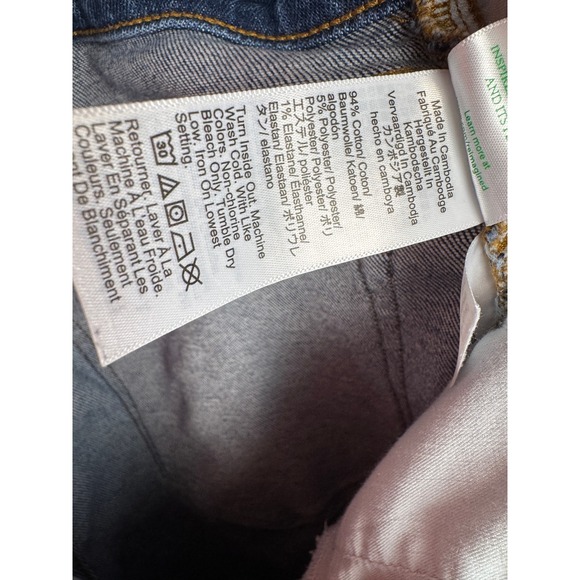 Made In Cambodia
Fabriqué Au Cambodge
Hergestellt In
Kambodscha
Vervaardigd in Cambodja
カンボジア製
hecho en camboya
94% Cotton/ Coton/
Baumwolle/ Katoen/ 綿/
algodón
5% Polyester/ Polyester/
Polyester/ Polyester/
エステル/ poliéster
1% Elastane/ Elasthanne/
Elastan/ Elastaan/ ポリウレ
タン/ elastano
Turn Inside Out. Machine
Wash Cold. With Like
Colors. Non-chlorine
Bleach Only. Tumble Dry
Low. Iron On Lowest
Setting.
30
Retourner. Laver À La
Machine À L'eau Froide.
Laver/ En Séparant Les
Couleurs. Seulement
De Blanchiment
INSPIRE
AND ITS
Learn more at